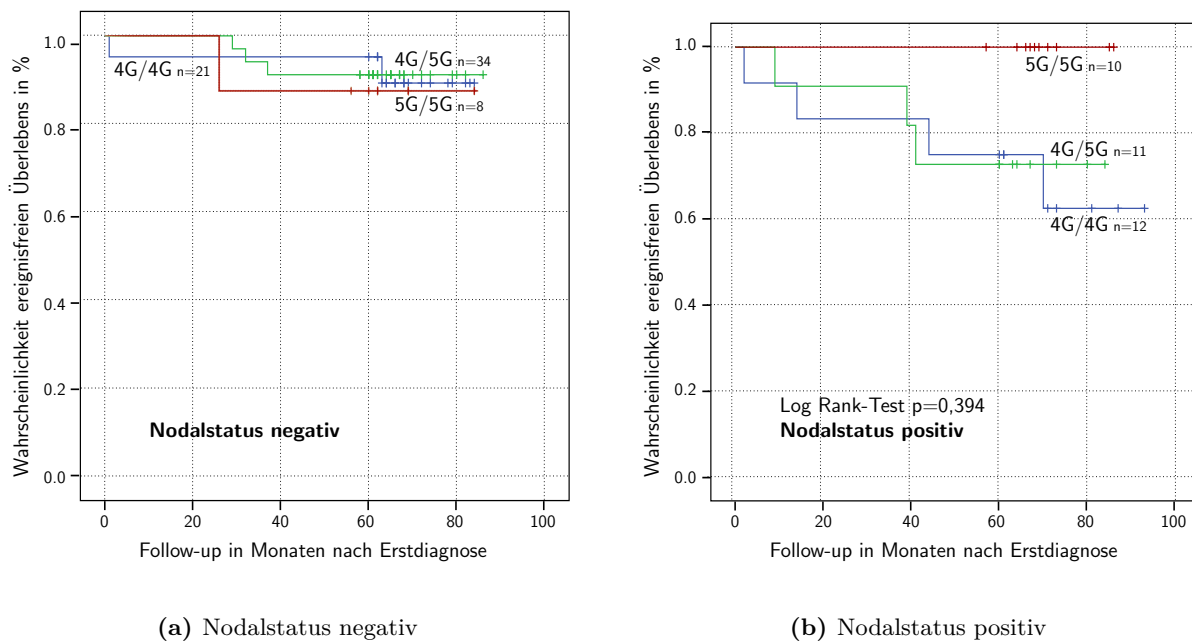 Wahrscheinlichkeit ereignisfreien Überlebens in %
1.0
0.8
0.6
0.4
0.2
0.0
4G/4G n=21
4G/5G n=34
5G/5G n=8
Nodalstatus negativ
0 20 40 60 80 100
Follow-up in Monaten nach Erstdiagnose
(a) Nodalstatus negativ
Wahrscheinlichkeit ereignisfreien Überlebens in %
1.0
0.8
0.6
0.4
0.2
0.0
5G/5G n=10
4G/5G n=11
4G/4G n=12
Log Rank-Test p=0,394
Nodalstatus positiv
0 20 40 60 80 100
Follow-up in Monaten nach Erstdiagnose
(b) Nodalstatus positiv